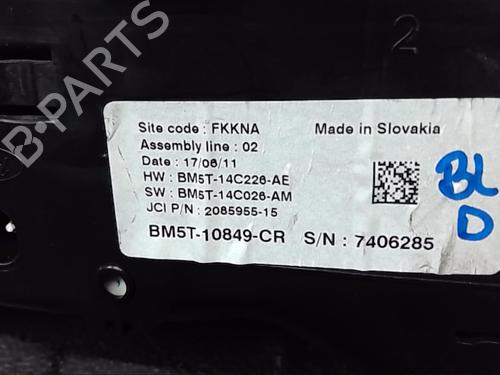 2
Site code : FKKNA
Made in Slovakia
Assembly line : 02
Date : 17/06/11
HW : BM5T-14C226-AE
SW : BM5T-14C026-AM
JCI P/N : 2085955-15
BM5T-10849-CR S/N : 7406285
BL
D
B-PARTS